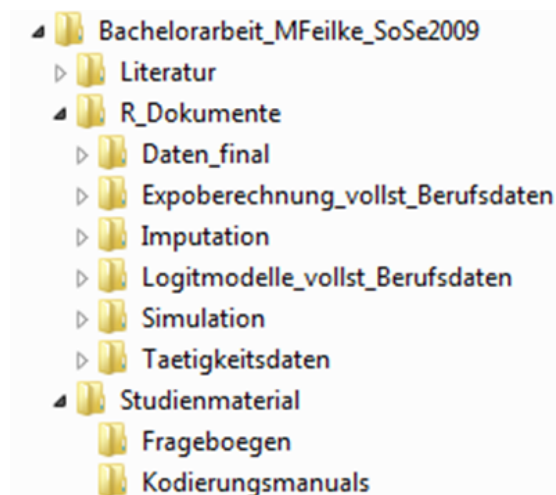 Bachelorarbeit_MFeilke_SoSe2009
Literatur
R_Dokumente
Daten_final
Expoberechnung_vollst_Berufsdaten
Imputation
Logitmodelle_vollst_Berufsdaten
Simulation
Taetigkeitsdaten
Studienmaterial
Frageboegen
Kodierungsmanuals